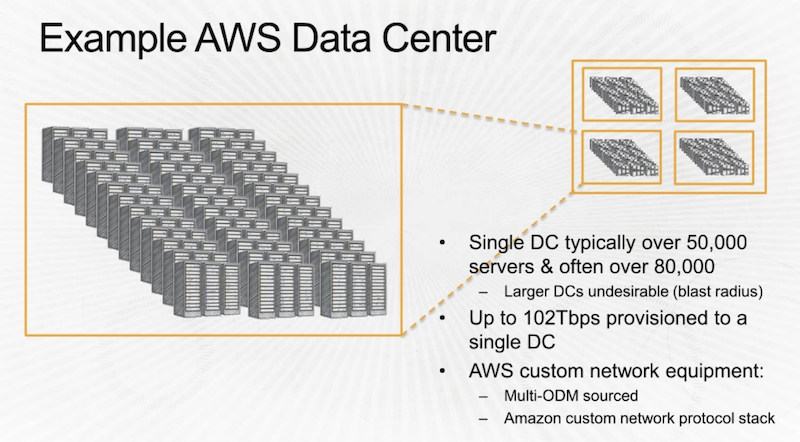 Example AWS Data Center
• Single DC typically over 50,000
servers & often over 80,000
– Larger DCs undesirable (blast radius)
• Up to 102Tbps provisioned to a
single DC
• AWS custom network equipment:
– Multi-ODM sourced
– Amazon custom network protocol stack